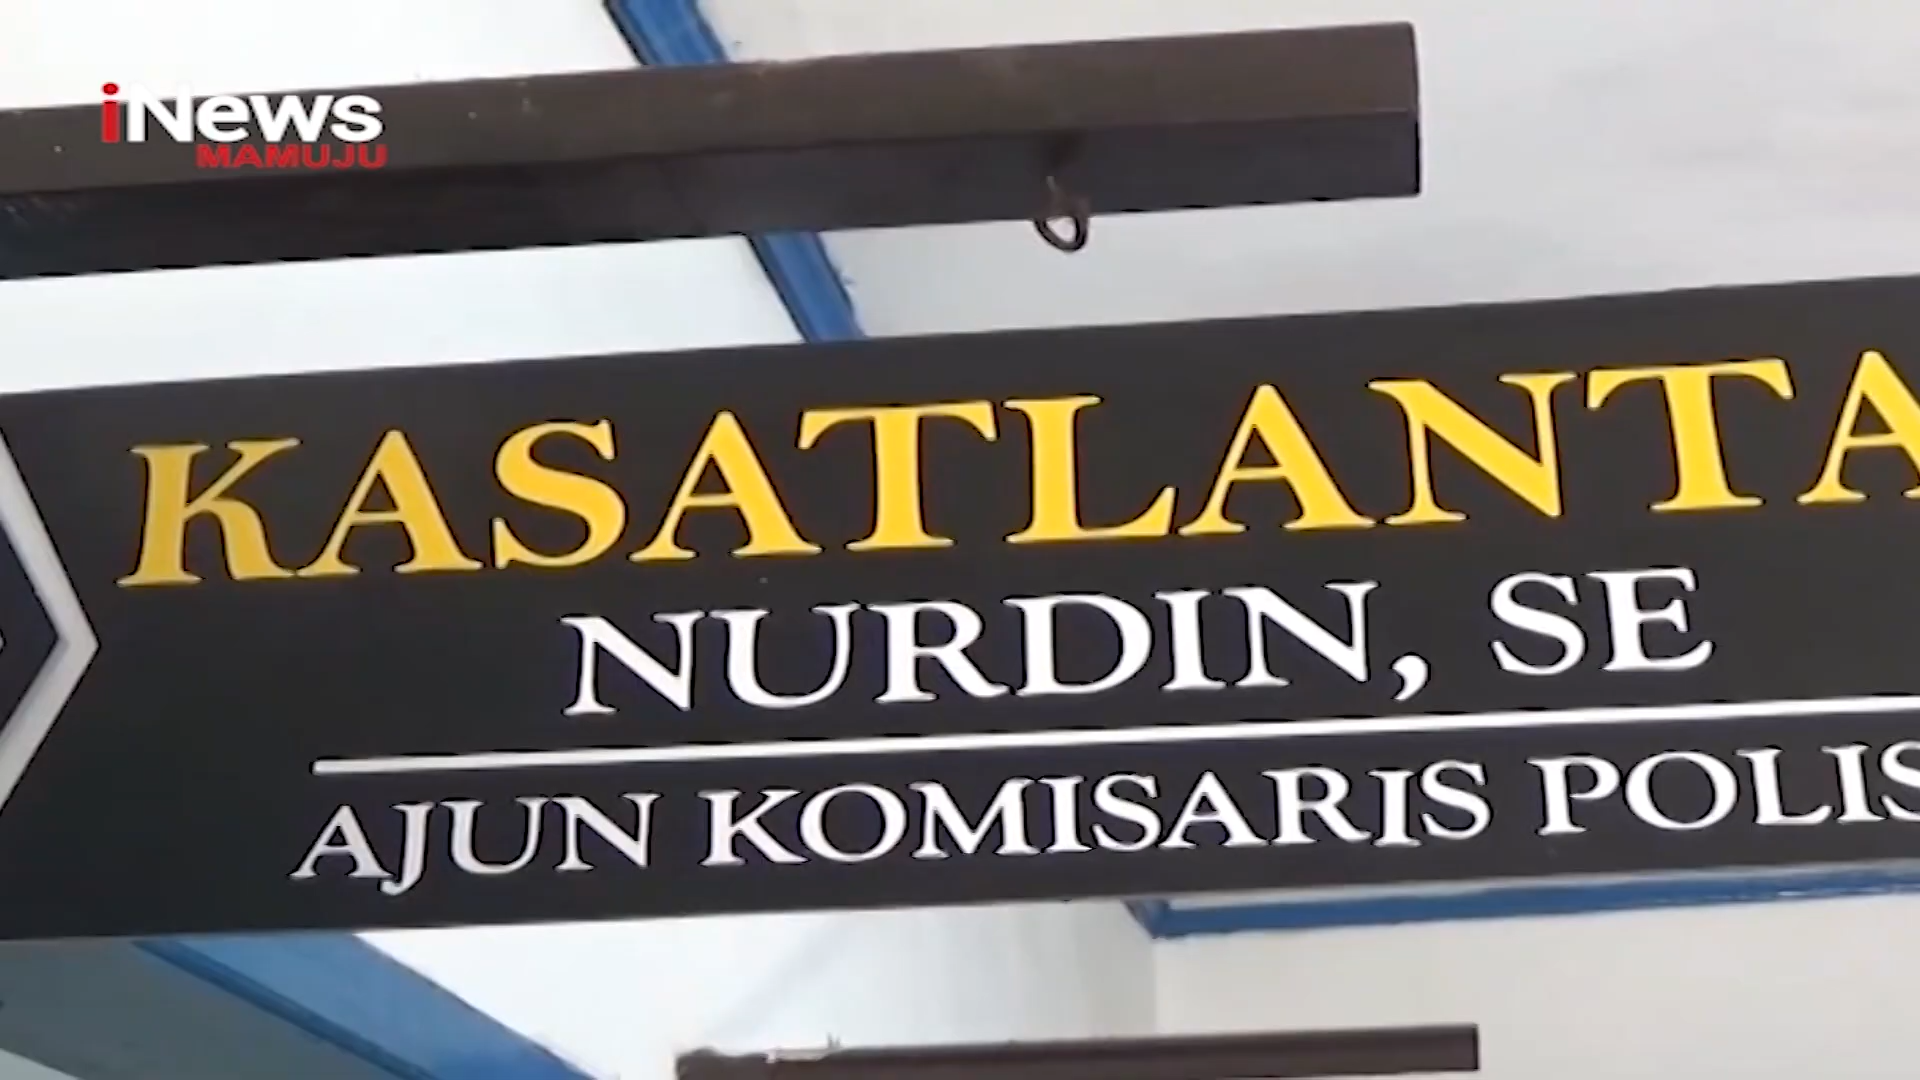 iNews
MAMUJU
KASATLANTA
NURDIN, SE
AJUN KOMISARIS POLIS